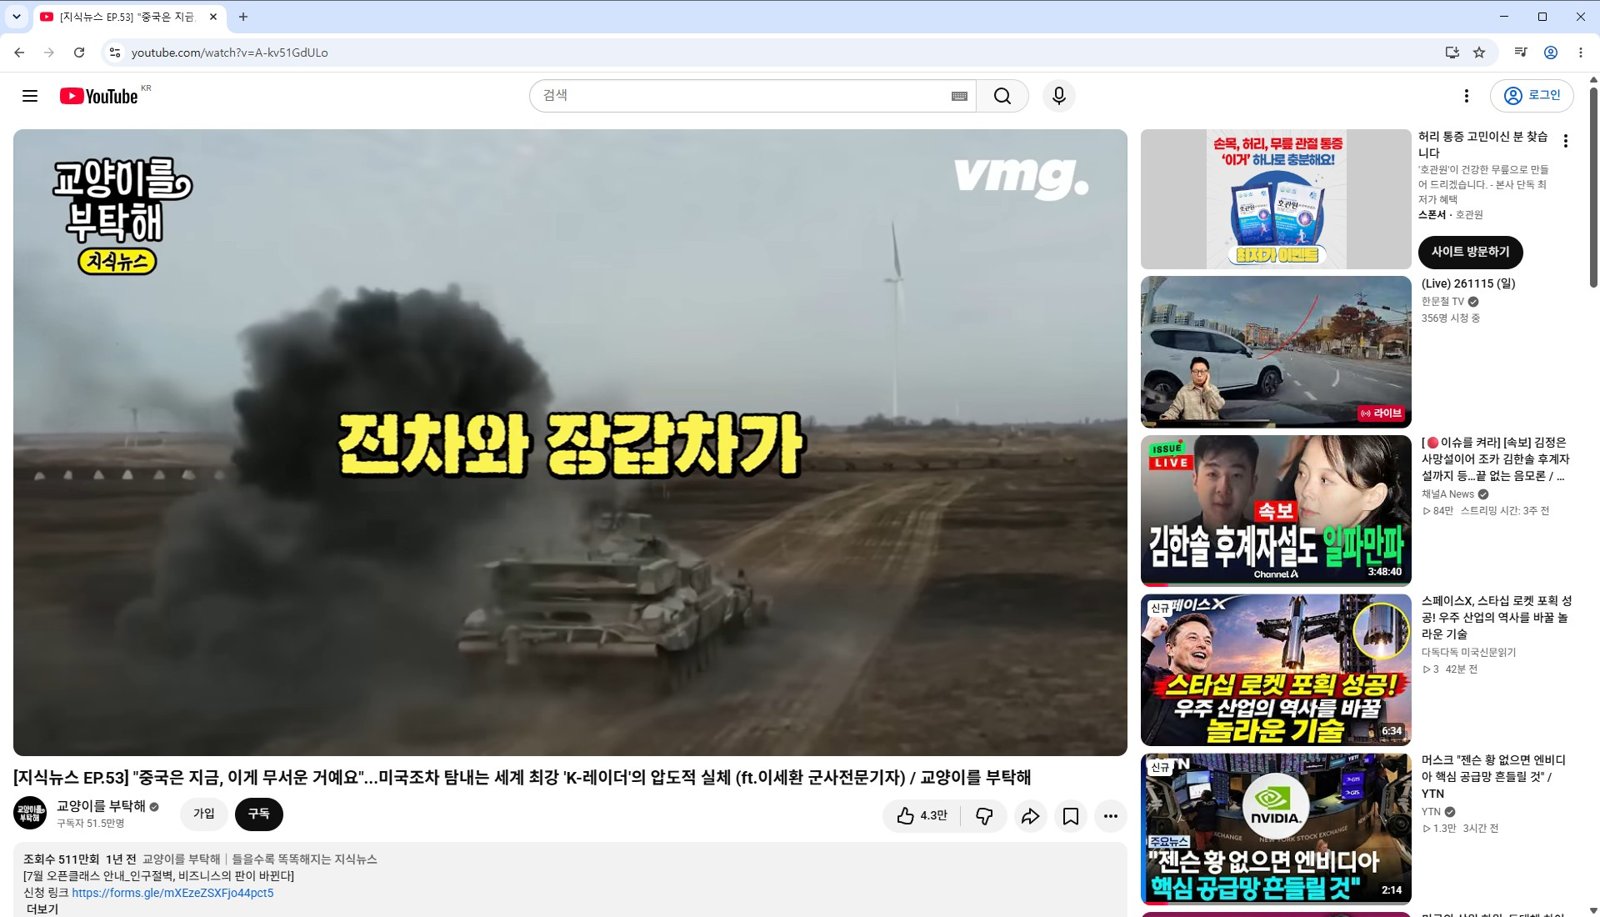 [지식뉴스 EP.53] "중국은 지금
youtube.com/watch?v=A-kv51GdULo
YouTube KR
검색
로그인
교양이를
부탁해
지식뉴스
vmg.
전차와 장갑차가
[지식뉴스 EP.53] "중국은 지금, 이게 무서운 거예요"...미국조차 탐내는 세계 최강 'K-레이더'의 압도적 실체 (ft.이세환 군사전문기자) / 교양이를 부탁해
교양이를
부탁해
교양이를 부탁해
구독자 51.5만명
가입
구독
4.3만
조회수 511만회 1년 전 교양이를 부탁해｜들을수록 똑똑해지는 지식뉴스
[7월 오픈클래스 안내_인구절벽, 비즈니스의 판이 바뀐다]
신청 링크 https://forms.gle/mXEzeZSXFjo44pct5
더보기
손목, 허리, 무릎 관절 통증
'이거' 하나로 충분해요!
호관원
호관원
최저가 이벤트
허리 통증 고민이신 분 찾습
니다
'호관원'이 건강한 무릎으로 만들
어 드리겠습니다. - 본사 단독 최
저가 혜택
스폰서 · 호관원
사이트 방문하기
라이브
(Live) 261115 (일)
한문철 TV
356명 시청 중
ISSUE
LIVE
속보
김한솔 후계자설도 일파만파
Channel A
3:48:40
[🔴이슈를 켜라] [속보] 김정은
사망설이어 조카 김한솔 후계자
설까지 등...끝 없는 음모론 / ...
채널A News
84만 스트리밍 시간: 3주 전
신규
페이스X
스타십 로켓 포획 성공!
우주 산업의 역사를 바꿀
놀라운 기술
6:34
스페이스X, 스타십 로켓 포획 성
공! 우주 산업의 역사를 바꿀 놀
라운 기술
다독다독 미국신문읽기
3 42분 전
신규
NVIDIA.
주요뉴스
"젠슨 황 없으면 엔비디아
핵심 공급망 흔들릴 것"
2:14
머스크 "젠슨 황 없으면 엔비디
아 핵심 공급망 흔들릴 것" /
YTN
YTN
1.3만 3시간 전